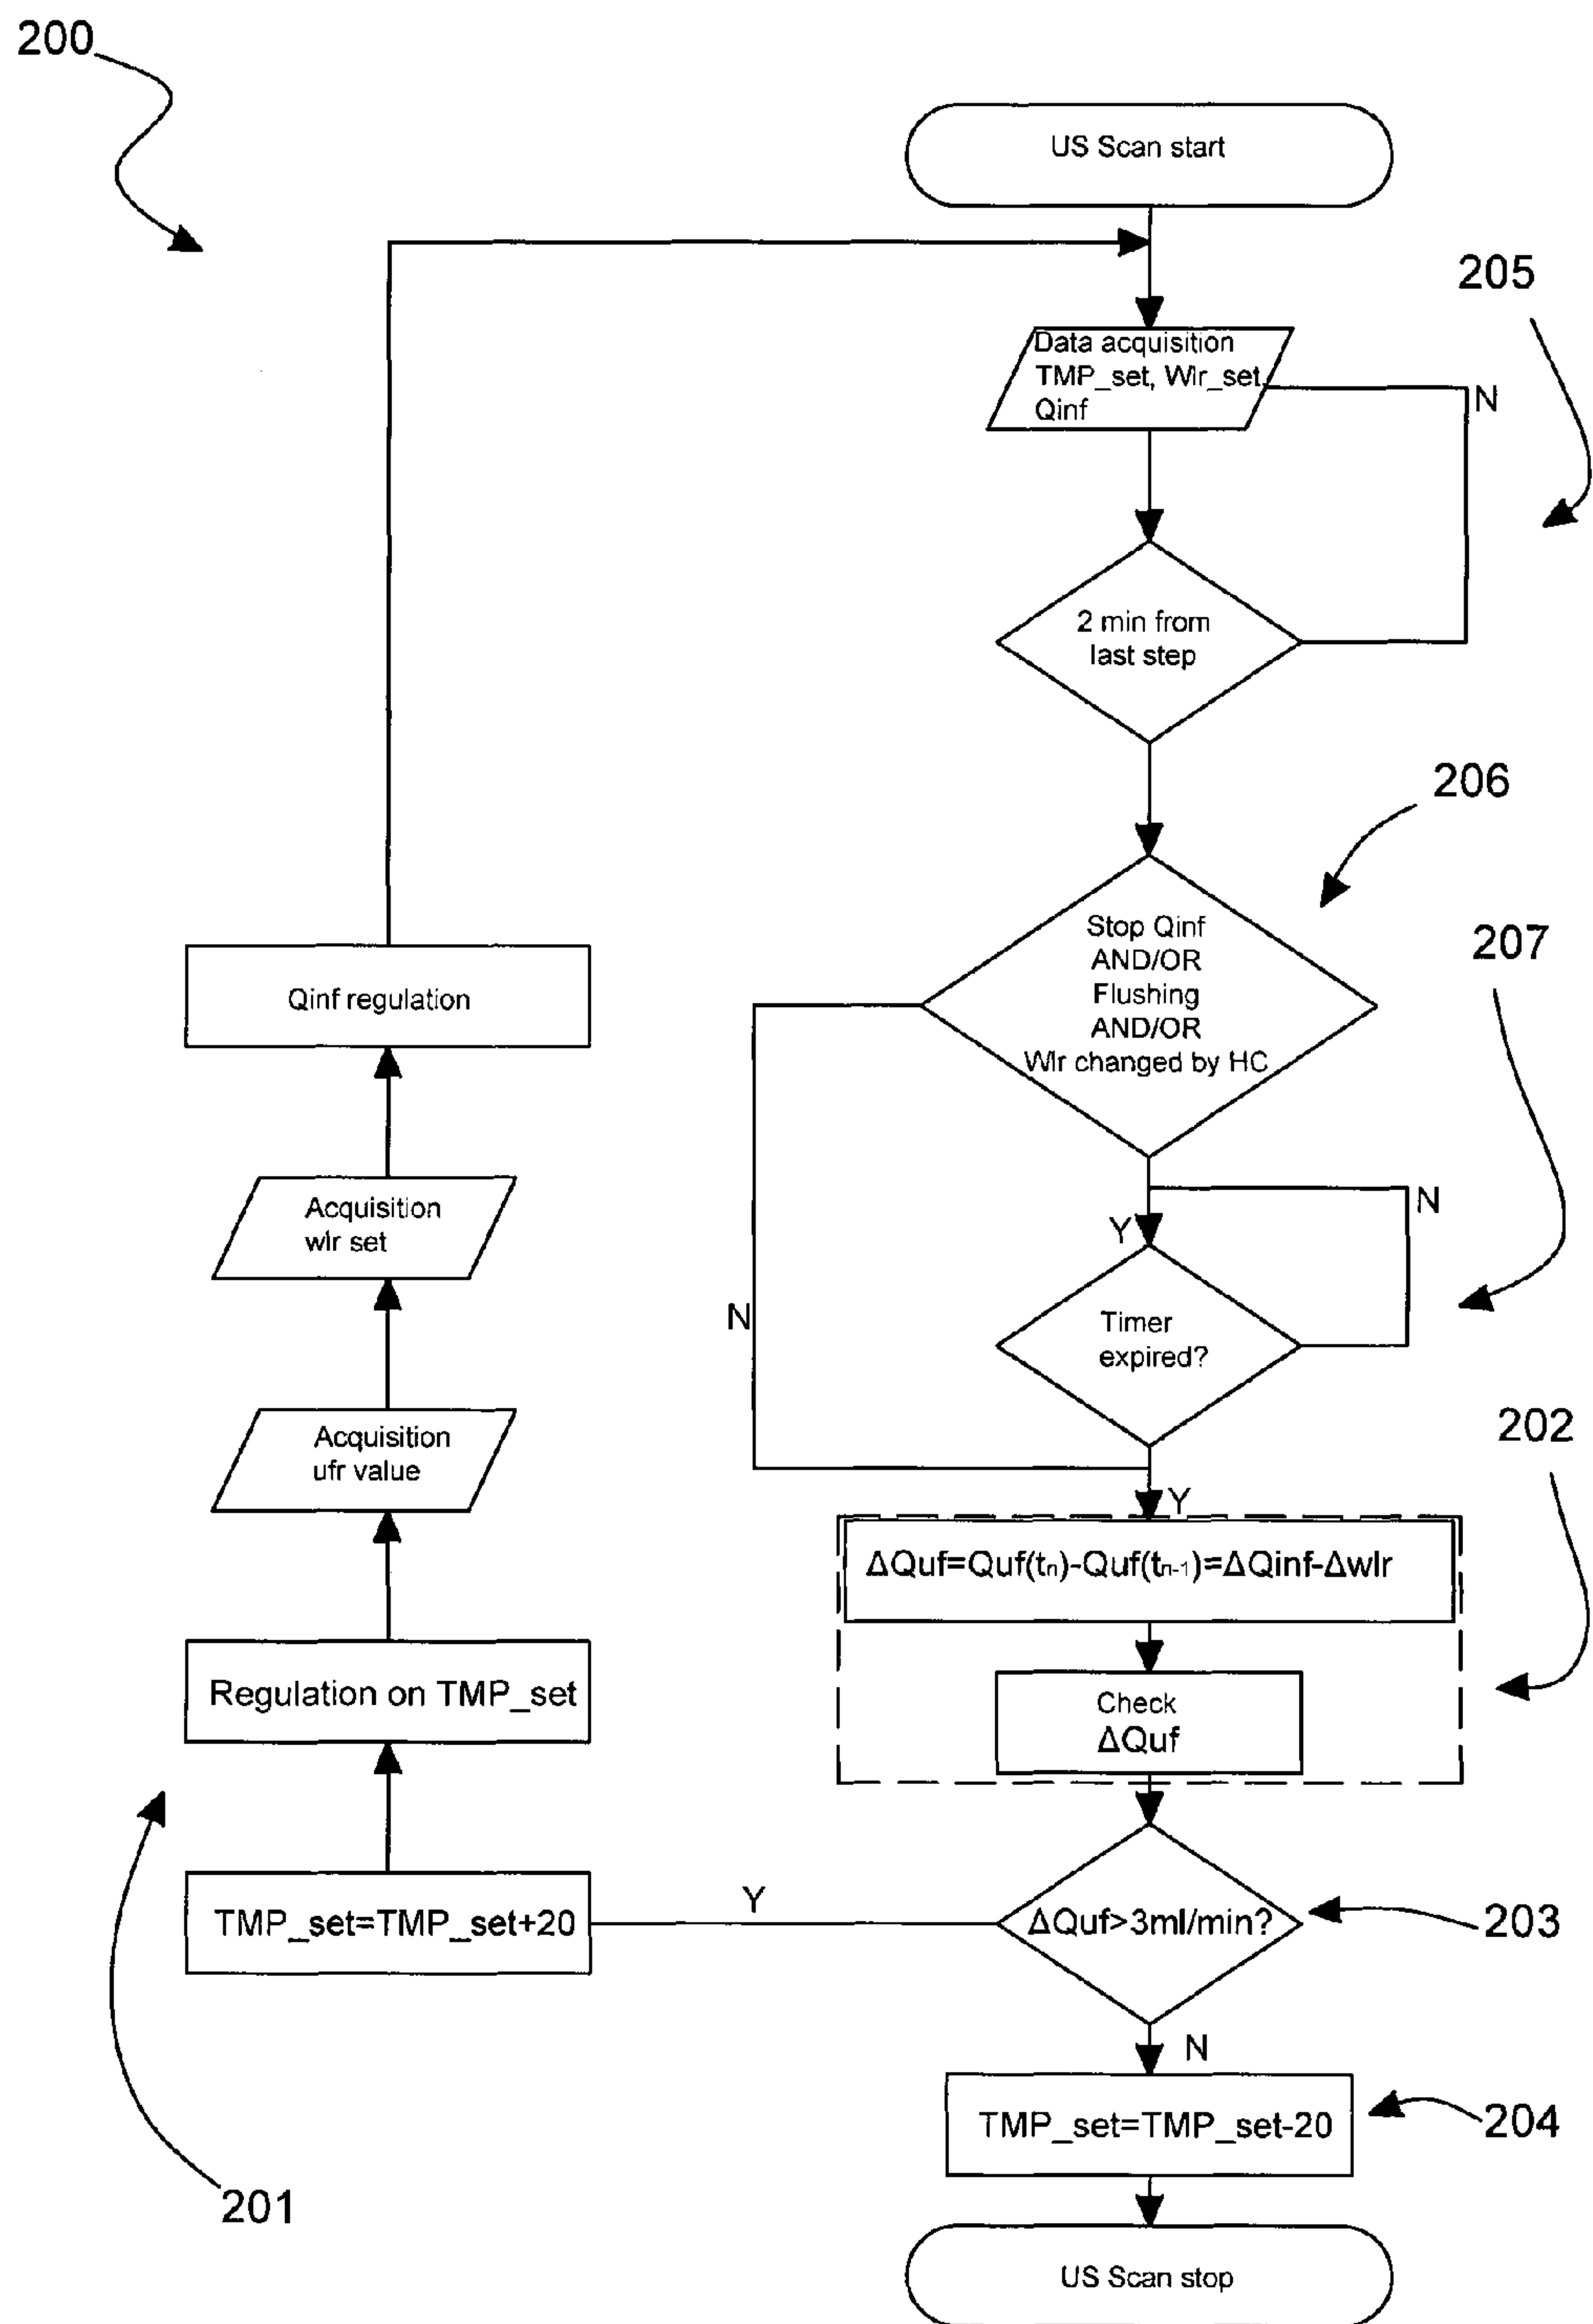 200
US Scan start
205
Data acquisition
TMP_set, Wlr_set,
Qinf
N
2 min from
last step
206
Stop Qinf
AND/OR
Flushing
AND/OR
Wlr changed by HC
207
Qinf regulation
N
Y
Acquisition
wlr set
N
Timer
expired?
202
Acquisition
ufr value
Y
ΔQuf=Quf(tn)-Quf(tn-1)=ΔQinf-Δwlr
Check
ΔQuf
Regulation on TMP_set
Y
TMP_set=TMP_set+20
ΔQuf>3ml/min?
203
N
TMP_set=TMP_set-20
204
201
US Scan stop